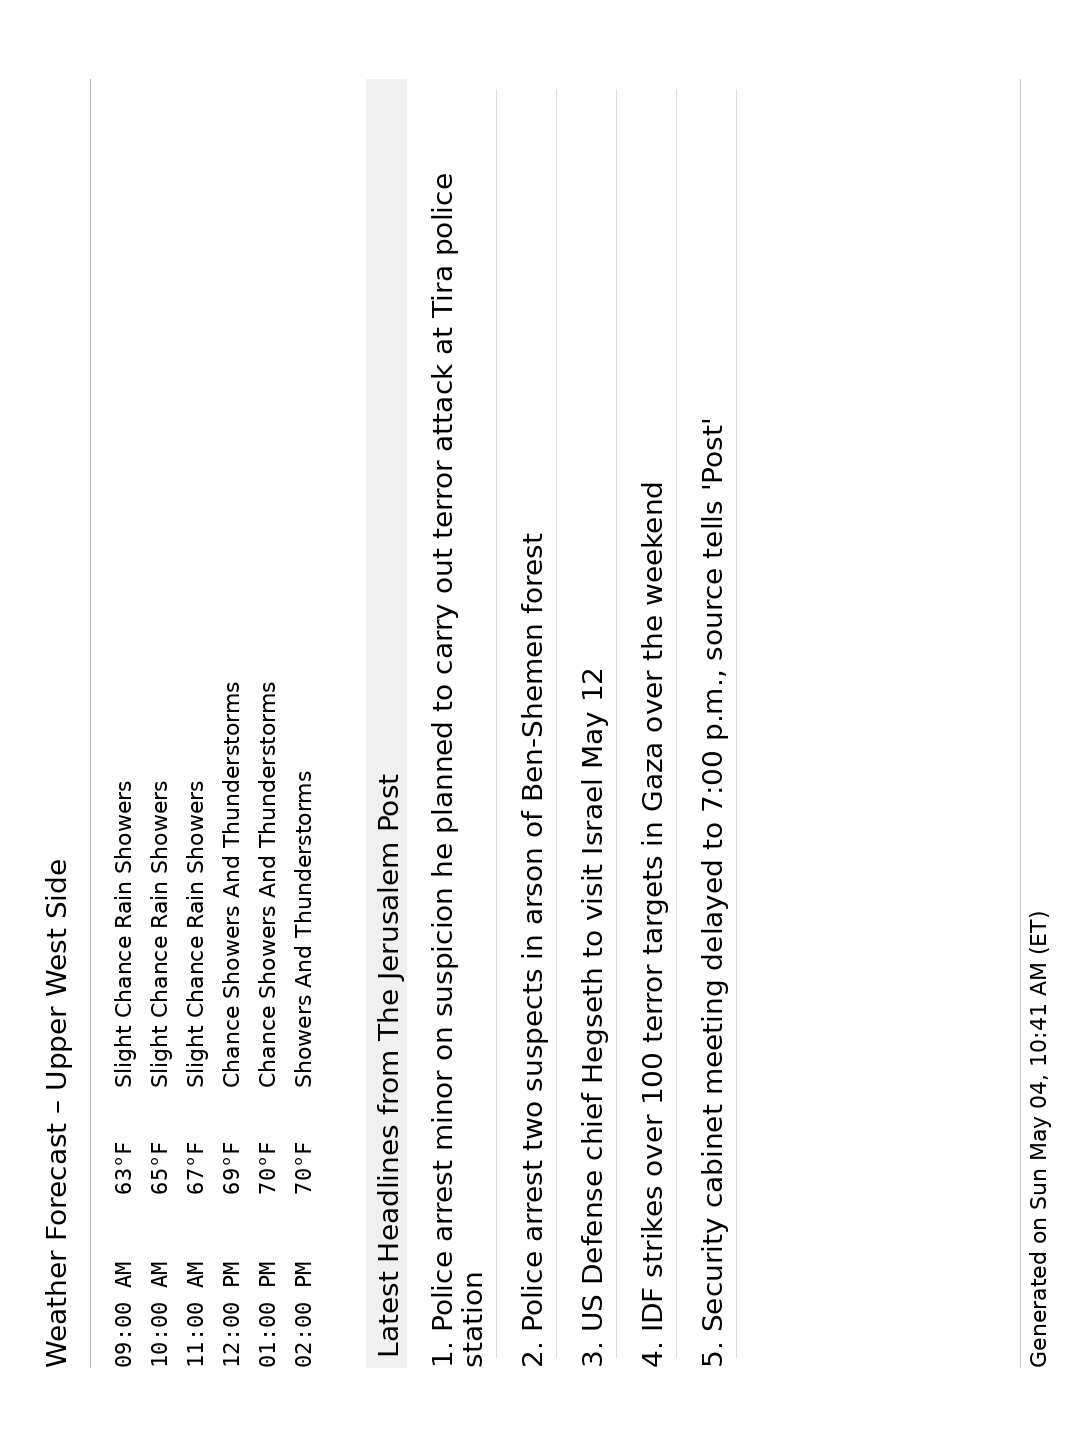 Weather Forecast – Upper West Side
09:00 AM 63°F Slight Chance Rain Showers
10:00 AM 65°F Slight Chance Rain Showers
11:00 AM 67°F Slight Chance Rain Showers
12:00 PM 69°F Chance Showers And Thunderstorms
01:00 PM 70°F Chance Showers And Thunderstorms
02:00 PM 70°F Showers And Thunderstorms
Latest Headlines from The Jerusalem Post
1. Police arrest minor on suspicion he planned to carry out terror attack at Tira police
station
2. Police arrest two suspects in arson of Ben-Shemen forest
3. US Defense chief Hegseth to visit Israel May 12
4. IDF strikes over 100 terror targets in Gaza over the weekend
5. Security cabinet meeting delayed to 7:00 p.m., source tells 'Post'
Generated on Sun May 04, 10:41 AM (ET)